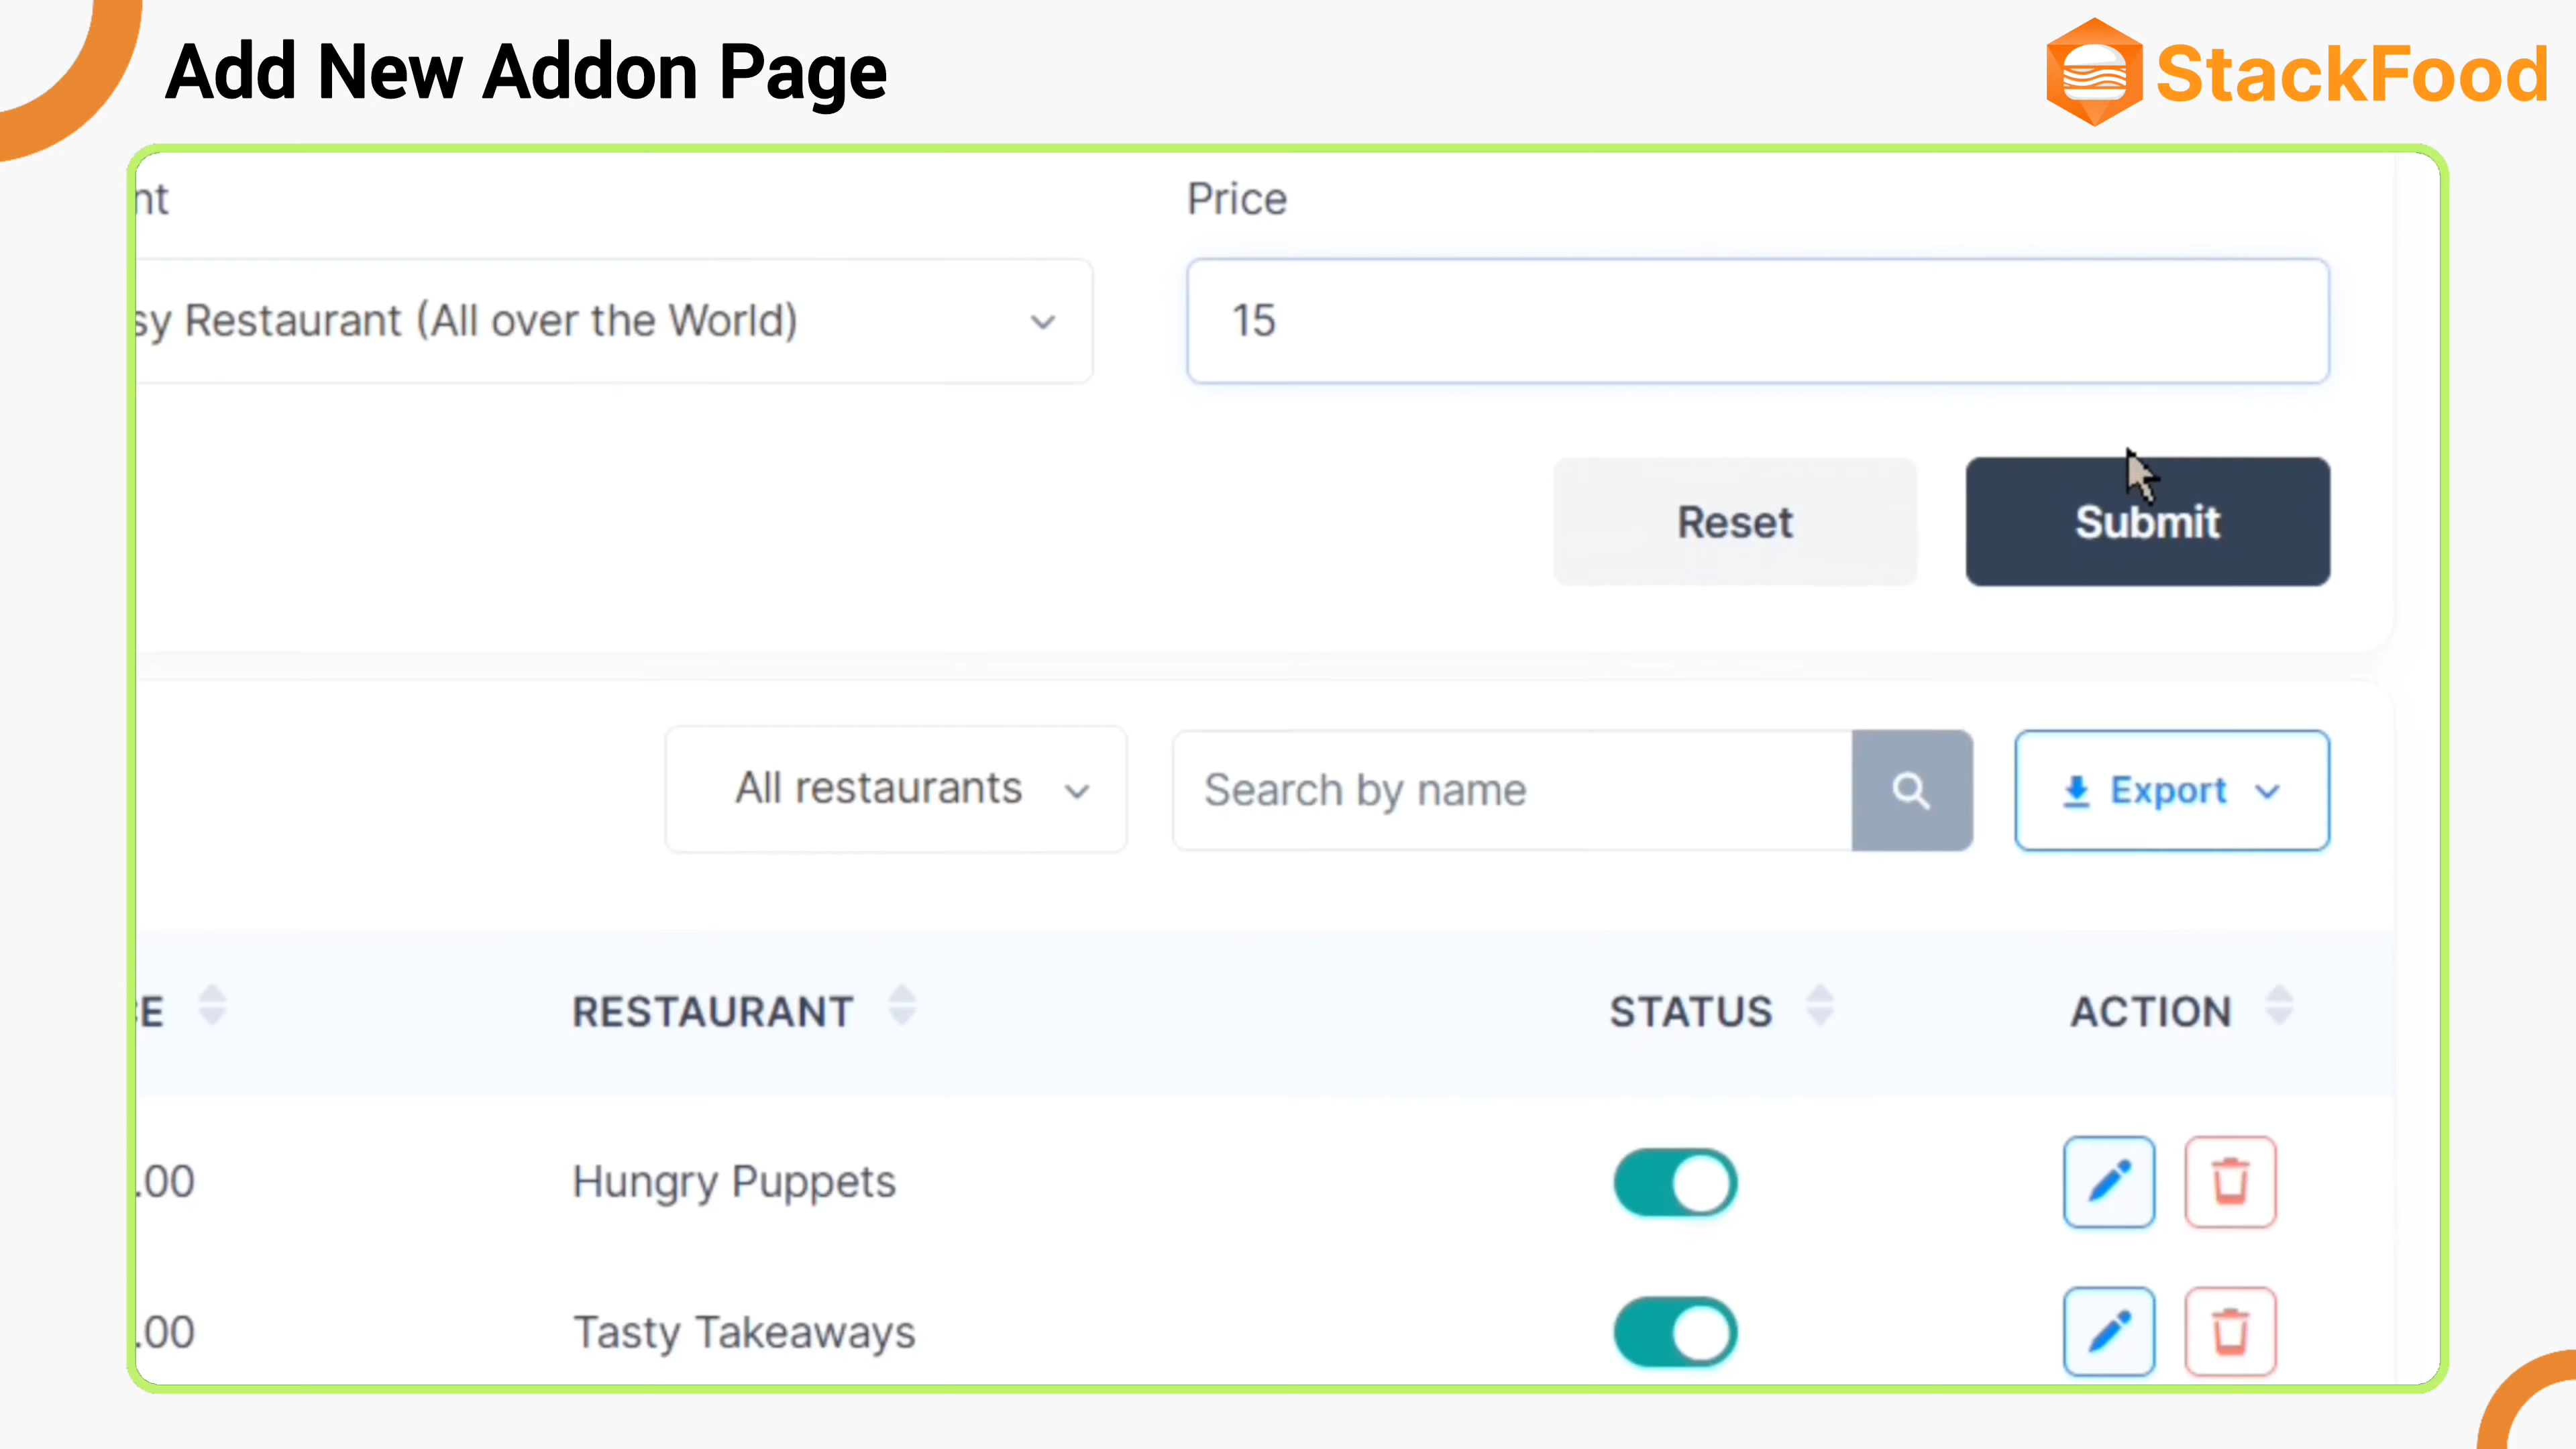 Add New Addon Page
StackFood
nt
Price
sy Restaurant (All over the World)
15
Reset
Submit
All restaurants
Search by name
Export
E
RESTAURANT
STATUS
ACTION
.00
Hungry Puppets
.00
Tasty Takeaways